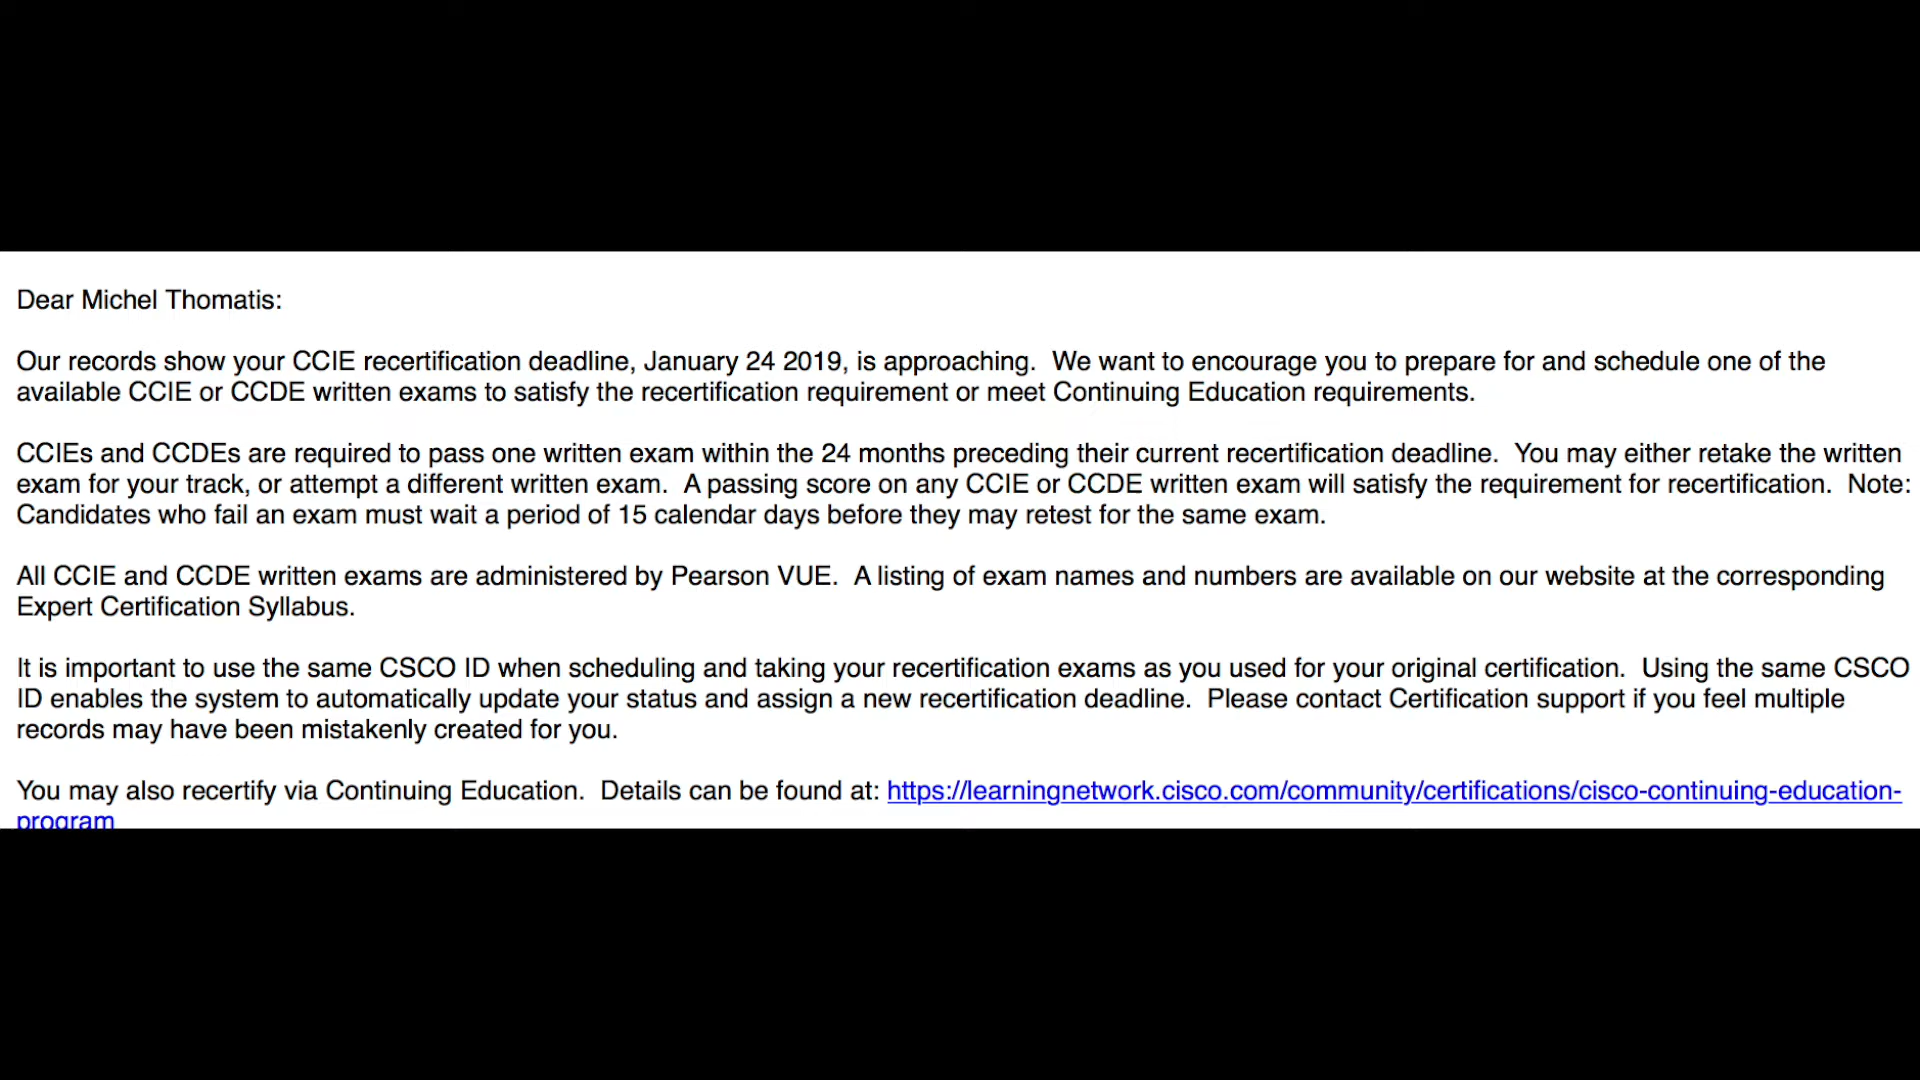 Dear Michel Thomatis:
Our records show your CCIE recertification deadline, January 24 2019, is approaching.  We want to encourage you to prepare for and schedule one of the
available CCIE or CCDE written exams to satisfy the recertification requirement or meet Continuing Education requirements.
CCIEs and CCDEs are required to pass one written exam within the 24 months preceding their current recertification deadline.  You may either retake the written
exam for your track, or attempt a different written exam.  A passing score on any CCIE or CCDE written exam will satisfy the requirement for recertification.  Note:
Candidates who fail an exam must wait a period of 15 calendar days before they may retest for the same exam.
All CCIE and CCDE written exams are administered by Pearson VUE.  A listing of exam names and numbers are available on our website at the corresponding
Expert Certification Syllabus.
It is important to use the same CSCO ID when scheduling and taking your recertification exams as you used for your original certification.  Using the same CSCO
ID enables the system to automatically update your status and assign a new recertification deadline.  Please contact Certification support if you feel multiple
records may have been mistakenly created for you.
You may also recertify via Continuing Education.  Details can be found at: https://learningnetwork.cisco.com/community/certifications/cisco-continuing-education-
program